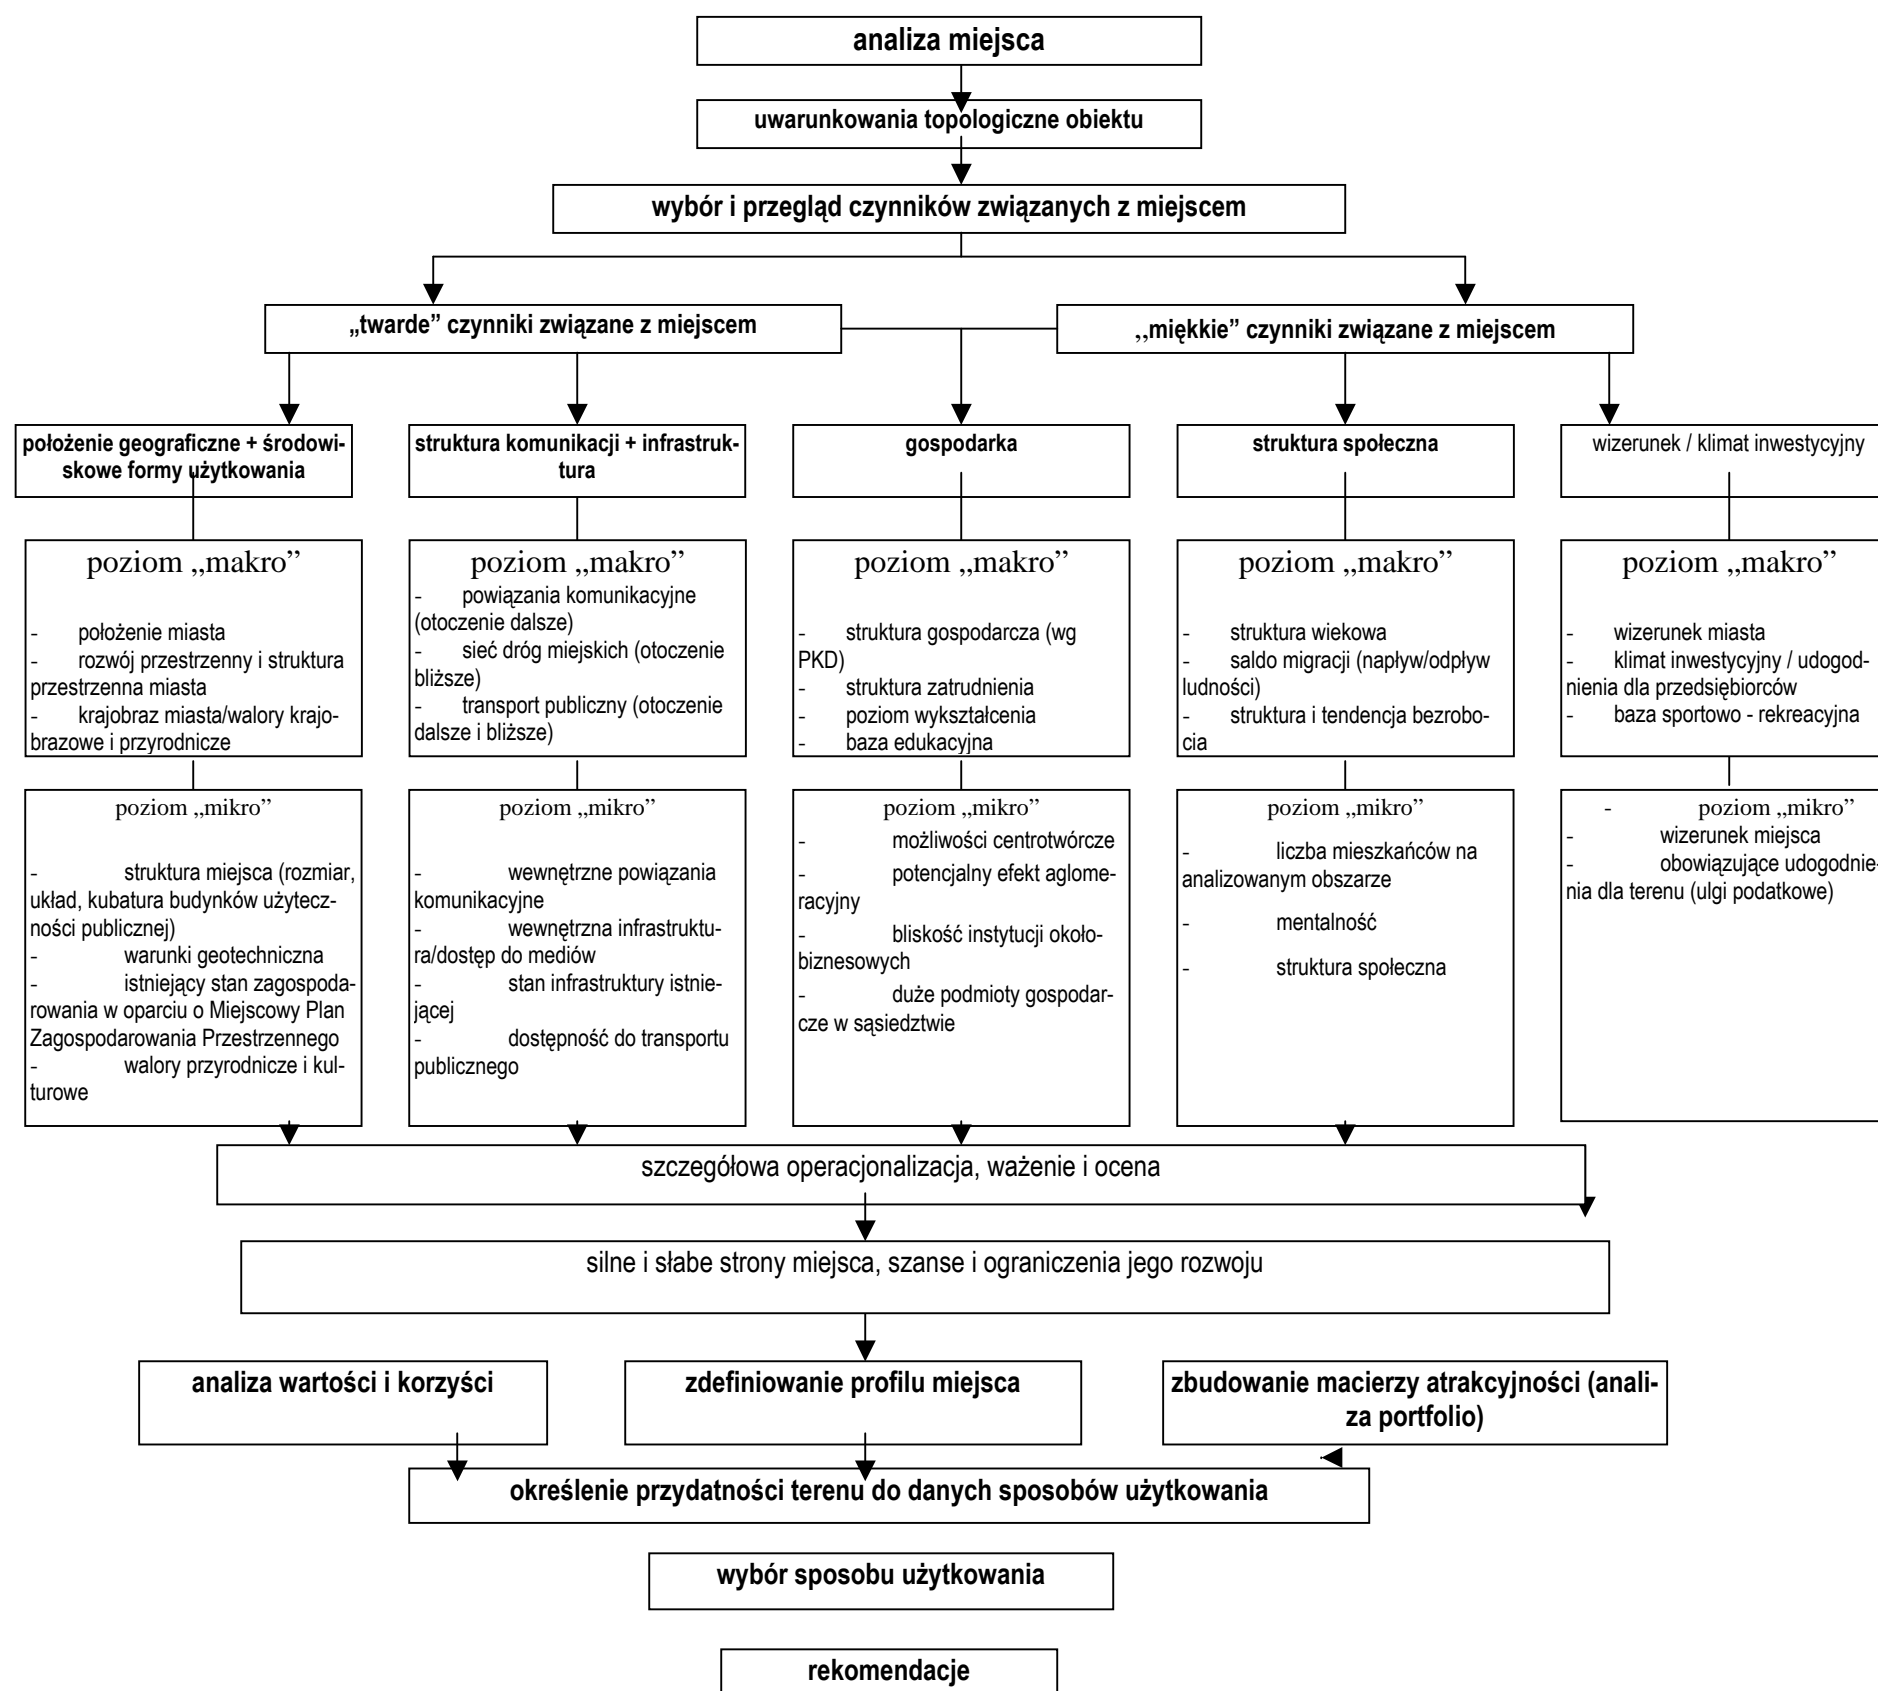 analiza miejsca
uwarunkowania topologiczne obiektu
wybór i przegląd czynników związanych z miejscem
„twarde” czynniki związane z miejscem
„miękkie” czynniki związane z miejscem
położenie geograficzne + środowi-
skowe formy użytkowania
struktura komunikacji + infrastruk-
tura
gospodarka
struktura społeczna
wizerunek / klimat inwestycyjny
poziom „makro”
- położenie miasta
- rozwój przestrzenny i struktura
przestrzenna miasta
- krajobraz miasta/walory krajo-
brazowe i przyrodnicze
poziom „makro”
- powiązania komunikacyjne
(otoczenie dalsze)
- sieć dróg miejskich (otoczenie
bliższe)
- transport publiczny (otoczenie
dalsze i bliższe)
poziom „makro”
- struktura gospodarcza (wg
PKD)
- struktura zatrudnienia
- poziom wykształcenia
- baza edukacyjna
poziom „makro”
- struktura wiekowa
- saldo migracji (napływ/odpływ
ludności)
- struktura i tendencja bezrobo-
cia
poziom „makro”
- wizerunek miasta
- klimat inwestycyjny / udogod-
nienia dla przedsiębiorców
- baza sportowo - rekreacyjna
poziom „mikro”
- struktura miejsca (rozmiar,
układ, kubatura budynków użytecz-
ności publicznej)
- warunki geotechniczna
- istniejący stan zagospoda-
rowania w oparciu o Miejscowy Plan
Zagospodarowania Przestrzennego
- walory przyrodnicze i kul-
turowe
poziom „mikro”
- wewnętrzne powiązania
komunikacyjne
- wewnętrzna infrastruktu-
ra/dostęp do mediów
- stan infrastruktury istnie-
jącej
- dostępność do transportu
publicznego
poziom „mikro”
- możliwości centrotwórcze
- potencjalny efekt aglome-
racyjny
- bliskość instytucji około-
biznesowych
- duże podmioty gospodar-
cze w sąsiedztwie
poziom „mikro”
- liczba mieszkańców na
analizowanym obszarze
- mentalność
- struktura społeczna
- poziom „mikro”
- wizerunek miejsca
- obowiązujące udogodnie-
nia dla terenu (ulgi podatkowe)
szczegółowa operacjonalizacja, ważenie i ocena
silne i słabe strony miejsca, szanse i ograniczenia jego rozwoju
analiza wartości i korzyści
zdefiniowanie profilu miejsca
zbudowanie macierzy atrakcyjności (anali-
za portfolio)
określenie przydatności terenu do danych sposobów użytkowania
wybór sposobu użytkowania
rekomendacje